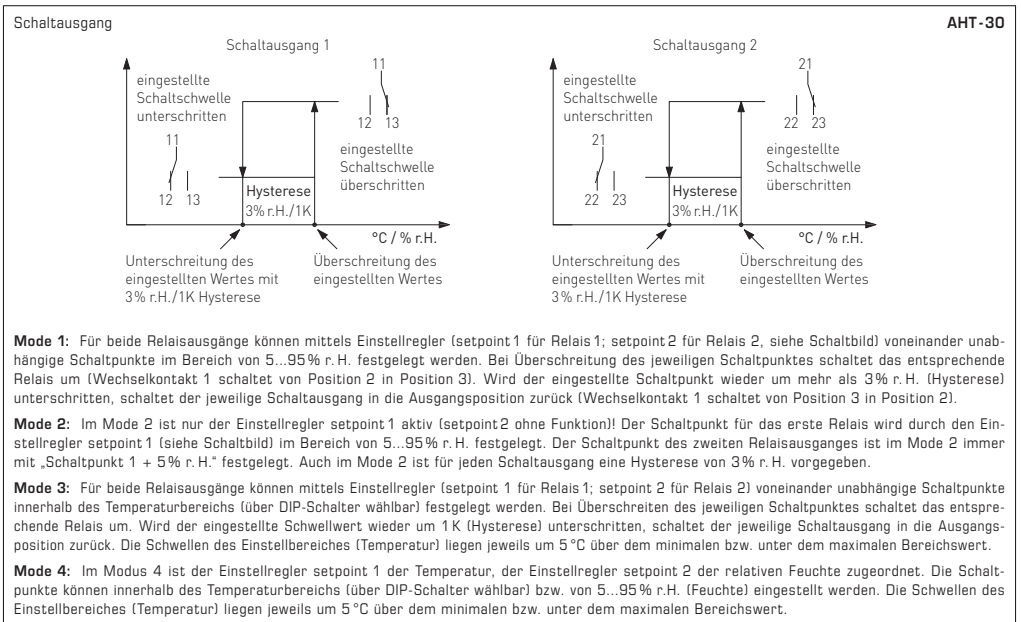 Schaltausgang
AHT-30
Schaltausgang 1
11
eingestellte
Schaltschwelle
unterschritten
12 13
11
eingestellte
Schaltschwelle
überschritten
12 13
Hysterese
3% r.H./1K
°C / % r.H.
Unterschreitung des
eingestellten Wertes mit
3% r.H./1K Hysterese
Überschreitung des
eingestellten Wertes
Schaltausgang 2
21
eingestellte
Schaltschwelle
unterschritten
22 23
21
eingestellte
Schaltschwelle
überschritten
22 23
Hysterese
3% r.H./1K
°C / % r.H.
Unterschreitung des
eingestellten Wertes mit
3% r.H./1K Hysterese
Überschreitung des
eingestellten Wertes
Mode 1: Für beide Relaisausgänge können mittels Einstellregler (setpoint 1 für Relais 1; setpoint 2 für Relais 2, siehe Schaltbild) voneinander unab-
hängige Schaltpunkte im Bereich von 5...95% r. H. festgelegt werden. Bei Überschreitung des jeweiligen Schaltpunktes schaltet das entsprechende
Relais um (Wechselkontakt 1 schaltet von Position 2 in Position 3). Wird der eingestellte Schaltpunkt wieder um mehr als 3% r. H. (Hysterese)
unterschritten, schaltet der jeweilige Schaltausgang in die Ausgangsposition zurück (Wechselkontakt 1 schaltet von Position 3 in Position 2).
Mode 2: Im Mode 2 ist nur der Einstellregler setpoint 1 aktiv (setpoint 2 ohne Funktion)! Der Schaltpunkt für das erste Relais wird durch den Ein-
stellregler setpoint 1 (siehe Schaltbild) im Bereich von 5...95% r. H. festgelegt. Der Schaltpunkt des zweiten Relaisausganges ist im Mode 2 immer
mit „Schaltpunkt 1 + 5% r. H." festgelegt. Auch im Mode 2 ist für jeden Schaltausgang eine Hysterese von 3% r. H. vorgegeben.
Mode 3: Für beide Relaisausgänge können mittels Einstellregler (setpoint 1 für Relais 1; setpoint 2 für Relais 2) voneinander unabhängige Schaltpunkte
innerhalb des Temperaturbereichs (über DIP-Schalter wählbar) festgelegt werden. Bei Überschreiten des jeweiligen Schaltpunktes schaltet das entspre-
chende Relais um. Wird der eingestellte Schwellwert wieder um 1 K (Hysterese) unterschritten, schaltet der jeweilige Schaltausgang in die Ausgangs-
position zurück. Die Schwellen des Einstellbereiches (Temperatur) liegen jeweils um 5 °C über dem minimalen bzw. unter dem maximalen Bereichswert.
Mode 4: Im Modus 4 ist der Einstellregler setpoint 1 der Temperatur, der Einstellregler setpoint 2 der relativen Feuchte zugeordnet. Die Schalt-
punkte können innerhalb des Temperaturbereichs (über DIP-Schalter wählbar) bzw. von 5...95% r.H. (Feuchte) eingestellt werden. Die Schwellen des
Einstellbereiches (Temperatur) liegen jeweils um 5 °C über dem minimalen bzw. unter dem maximalen Bereichswert.